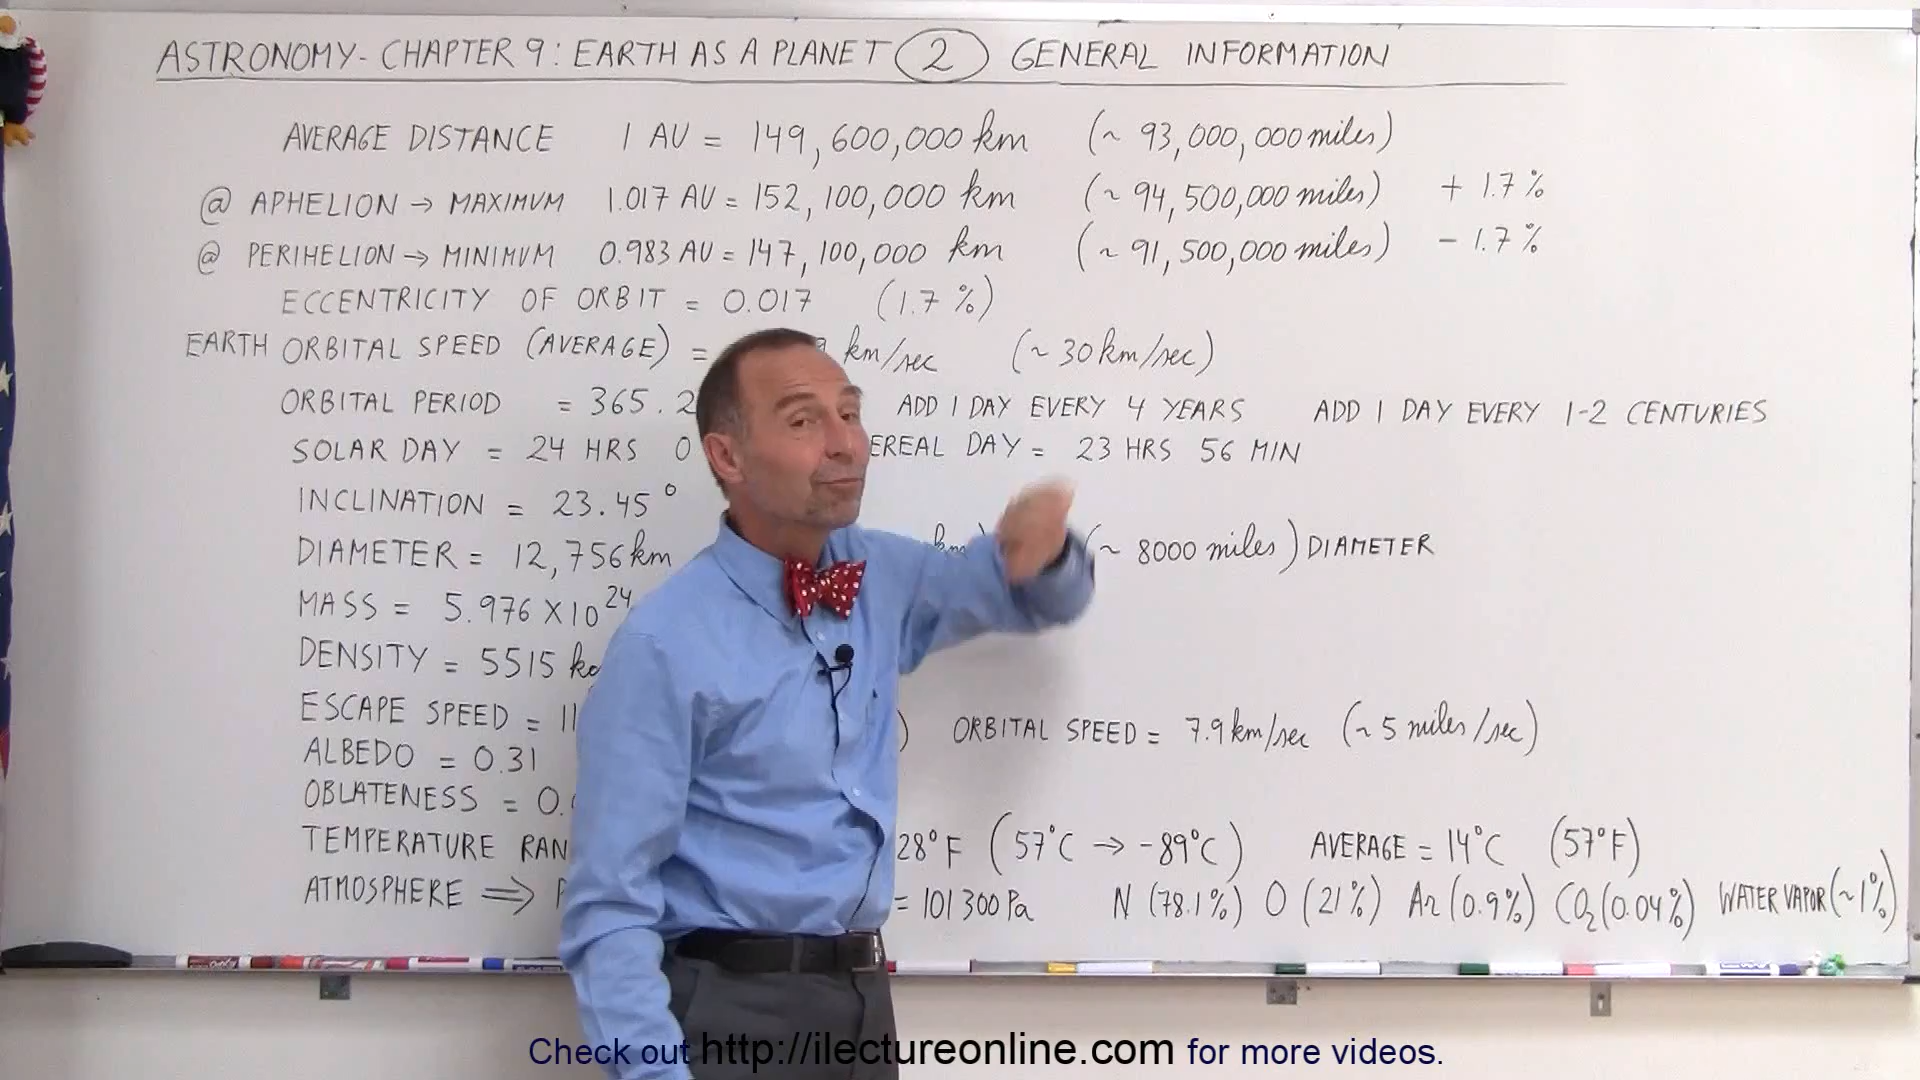 ASTRONOMY - CHAPTER 9: EARTH AS A PLANET 2 GENERAL INFORMATION
AVERAGE DISTANCE 1 AU = 149,600,000 km (~ 93,000,000 miles)
@ APHELION → MAXIMUM 1.017 AU = 152,100,000 km (~ 94,500,000 miles) + 1.7%
@ PERIHELION → MINIMUM 0.983 AU = 147,100,000 km (~ 91,500,000 miles) - 1.7%
ECCENTRICITY OF ORBIT = 0.017 (1.7%)
EARTH ORBITAL SPEED (AVERAGE) = km/sec (~ 30 km/sec)
ORBITAL PERIOD = 365.2 ADD 1 DAY EVERY 4 YEARS ADD 1 DAY EVERY 1-2 CENTURIES
SOLAR DAY = 24 HRS 0 EREAL DAY = 23 HRS 56 MIN
INCLINATION = 23.45°
DIAMETER = 12,756 km km) (~ 8000 miles) DIAMETER
MASS = 5.976 X 10^24
DENSITY = 5515 kg
ESCAPE SPEED = 11 ) ORBITAL SPEED = 7.9 km/sec (~ 5 miles/sec)
ALBEDO = 0.31
OBLATENESS = 0.
TEMPERATURE RAN 28°F (57°C → -89°C) AVERAGE = 14°C (57°F)
ATMOSPHERE ⟹ P = 101300 Pa N (78.1%) O (21%) Ar (0.9%) CO₂ (0.04%) WATER VAPOR (~1%)
Check out http://ilectureonline.com for more videos.